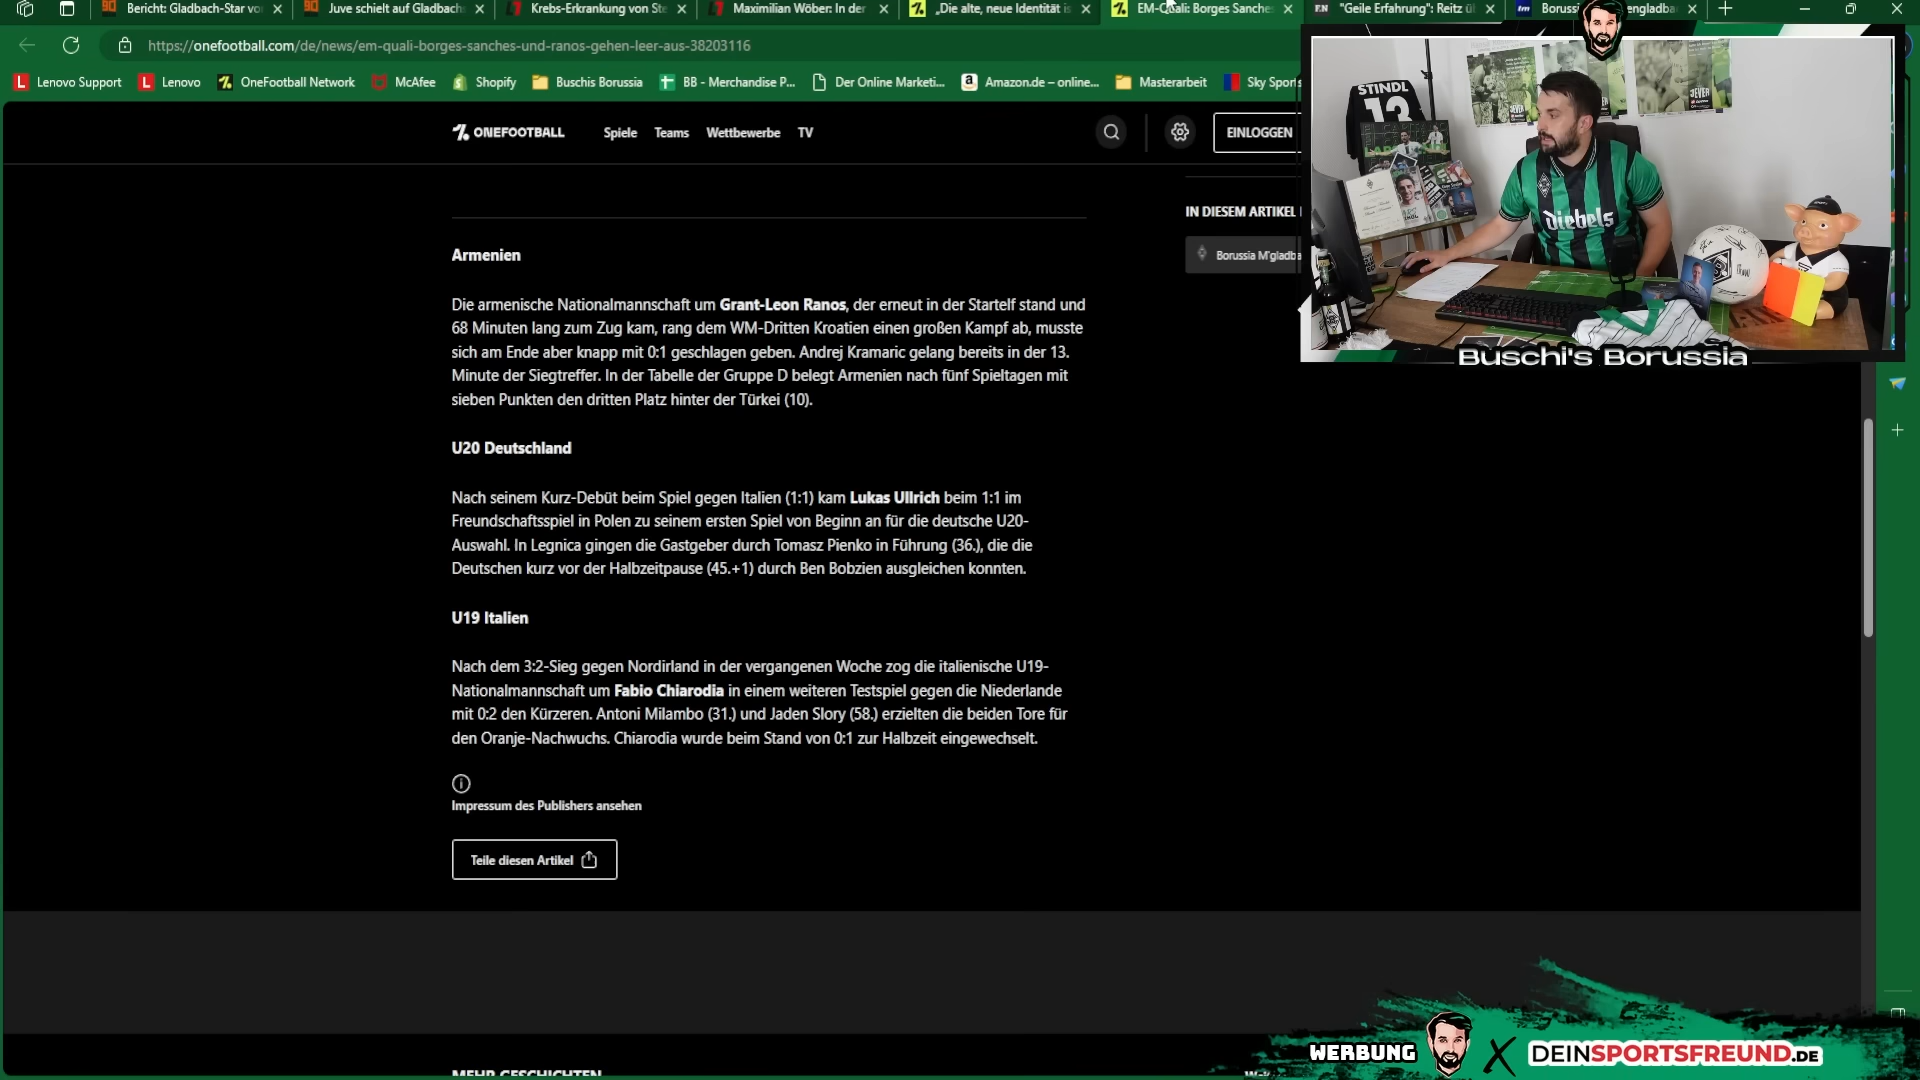 Bericht: Gladbach-Star vo
Juve schielt auf Gladbach
Krebs-Erkrankung von Ste
Maximilian Wöber: In der
„Die alte, neue Identität is
EM-Quali: Borges Sanche
"Geile Erfahrung": Reitz ü
https://onefootball.com/de/news/em-quali-borges-sanches-und-ranos-gehen-leer-aus-38203116
Lenovo Support
Lenovo
OneFootball Network
McAfee
Shopify
Buschis Borussia
BB - Merchandise P...
Der Online Marketi...
Amazon.de – online...
Masterarbeit
Sky Sports
ONEFOOTBALL
Spiele
Teams
Wettbewerbe
TV
EINLOGGEN
IN DIESEM ARTIKEL
Borussia M'gladba
STINDL
13
diebels
Buschi's Borussia
Armenien
Die armenische Nationalmannschaft um Grant-Leon Ranos, der erneut in der Startelf stand und
68 Minuten lang zum Zug kam, rang dem WM-Dritten Kroatien einen großen Kampf ab, musste
sich am Ende aber knapp mit 0:1 geschlagen geben. Andrej Kramaric gelang bereits in der 13.
Minute der Siegtreffer. In der Tabelle der Gruppe D belegt Armenien nach fünf Spieltagen mit
sieben Punkten den dritten Platz hinter der Türkei (10).
U20 Deutschland
Nach seinem Kurz-Debüt beim Spiel gegen Italien (1:1) kam Lukas Ullrich beim 1:1 im
Freundschaftsspiel in Polen zu seinem ersten Spiel von Beginn an für die deutsche U20-
Auswahl. In Legnica gingen die Gastgeber durch Tomasz Pienko in Führung (36.), die die
Deutschen kurz vor der Halbzeitpause (45.+1) durch Ben Bobzien ausgleichen konnten.
U19 Italien
Nach dem 3:2-Sieg gegen Nordirland in der vergangenen Woche zog die italienische U19-
Nationalmannschaft um Fabio Chiarodia in einem weiteren Testspiel gegen die Niederlande
mit 0:2 den Kürzeren. Antoni Milambo (31.) und Jaden Slory (58.) erzielten die beiden Tore für
den Oranje-Nachwuchs. Chiarodia wurde beim Stand von 0:1 zur Halbzeit eingewechselt.
Impressum des Publishers ansehen
Teile diesen Artikel
MEHR GESCHICHTEN
WERBUNG
X
DEINSPORTSFREUND.DE